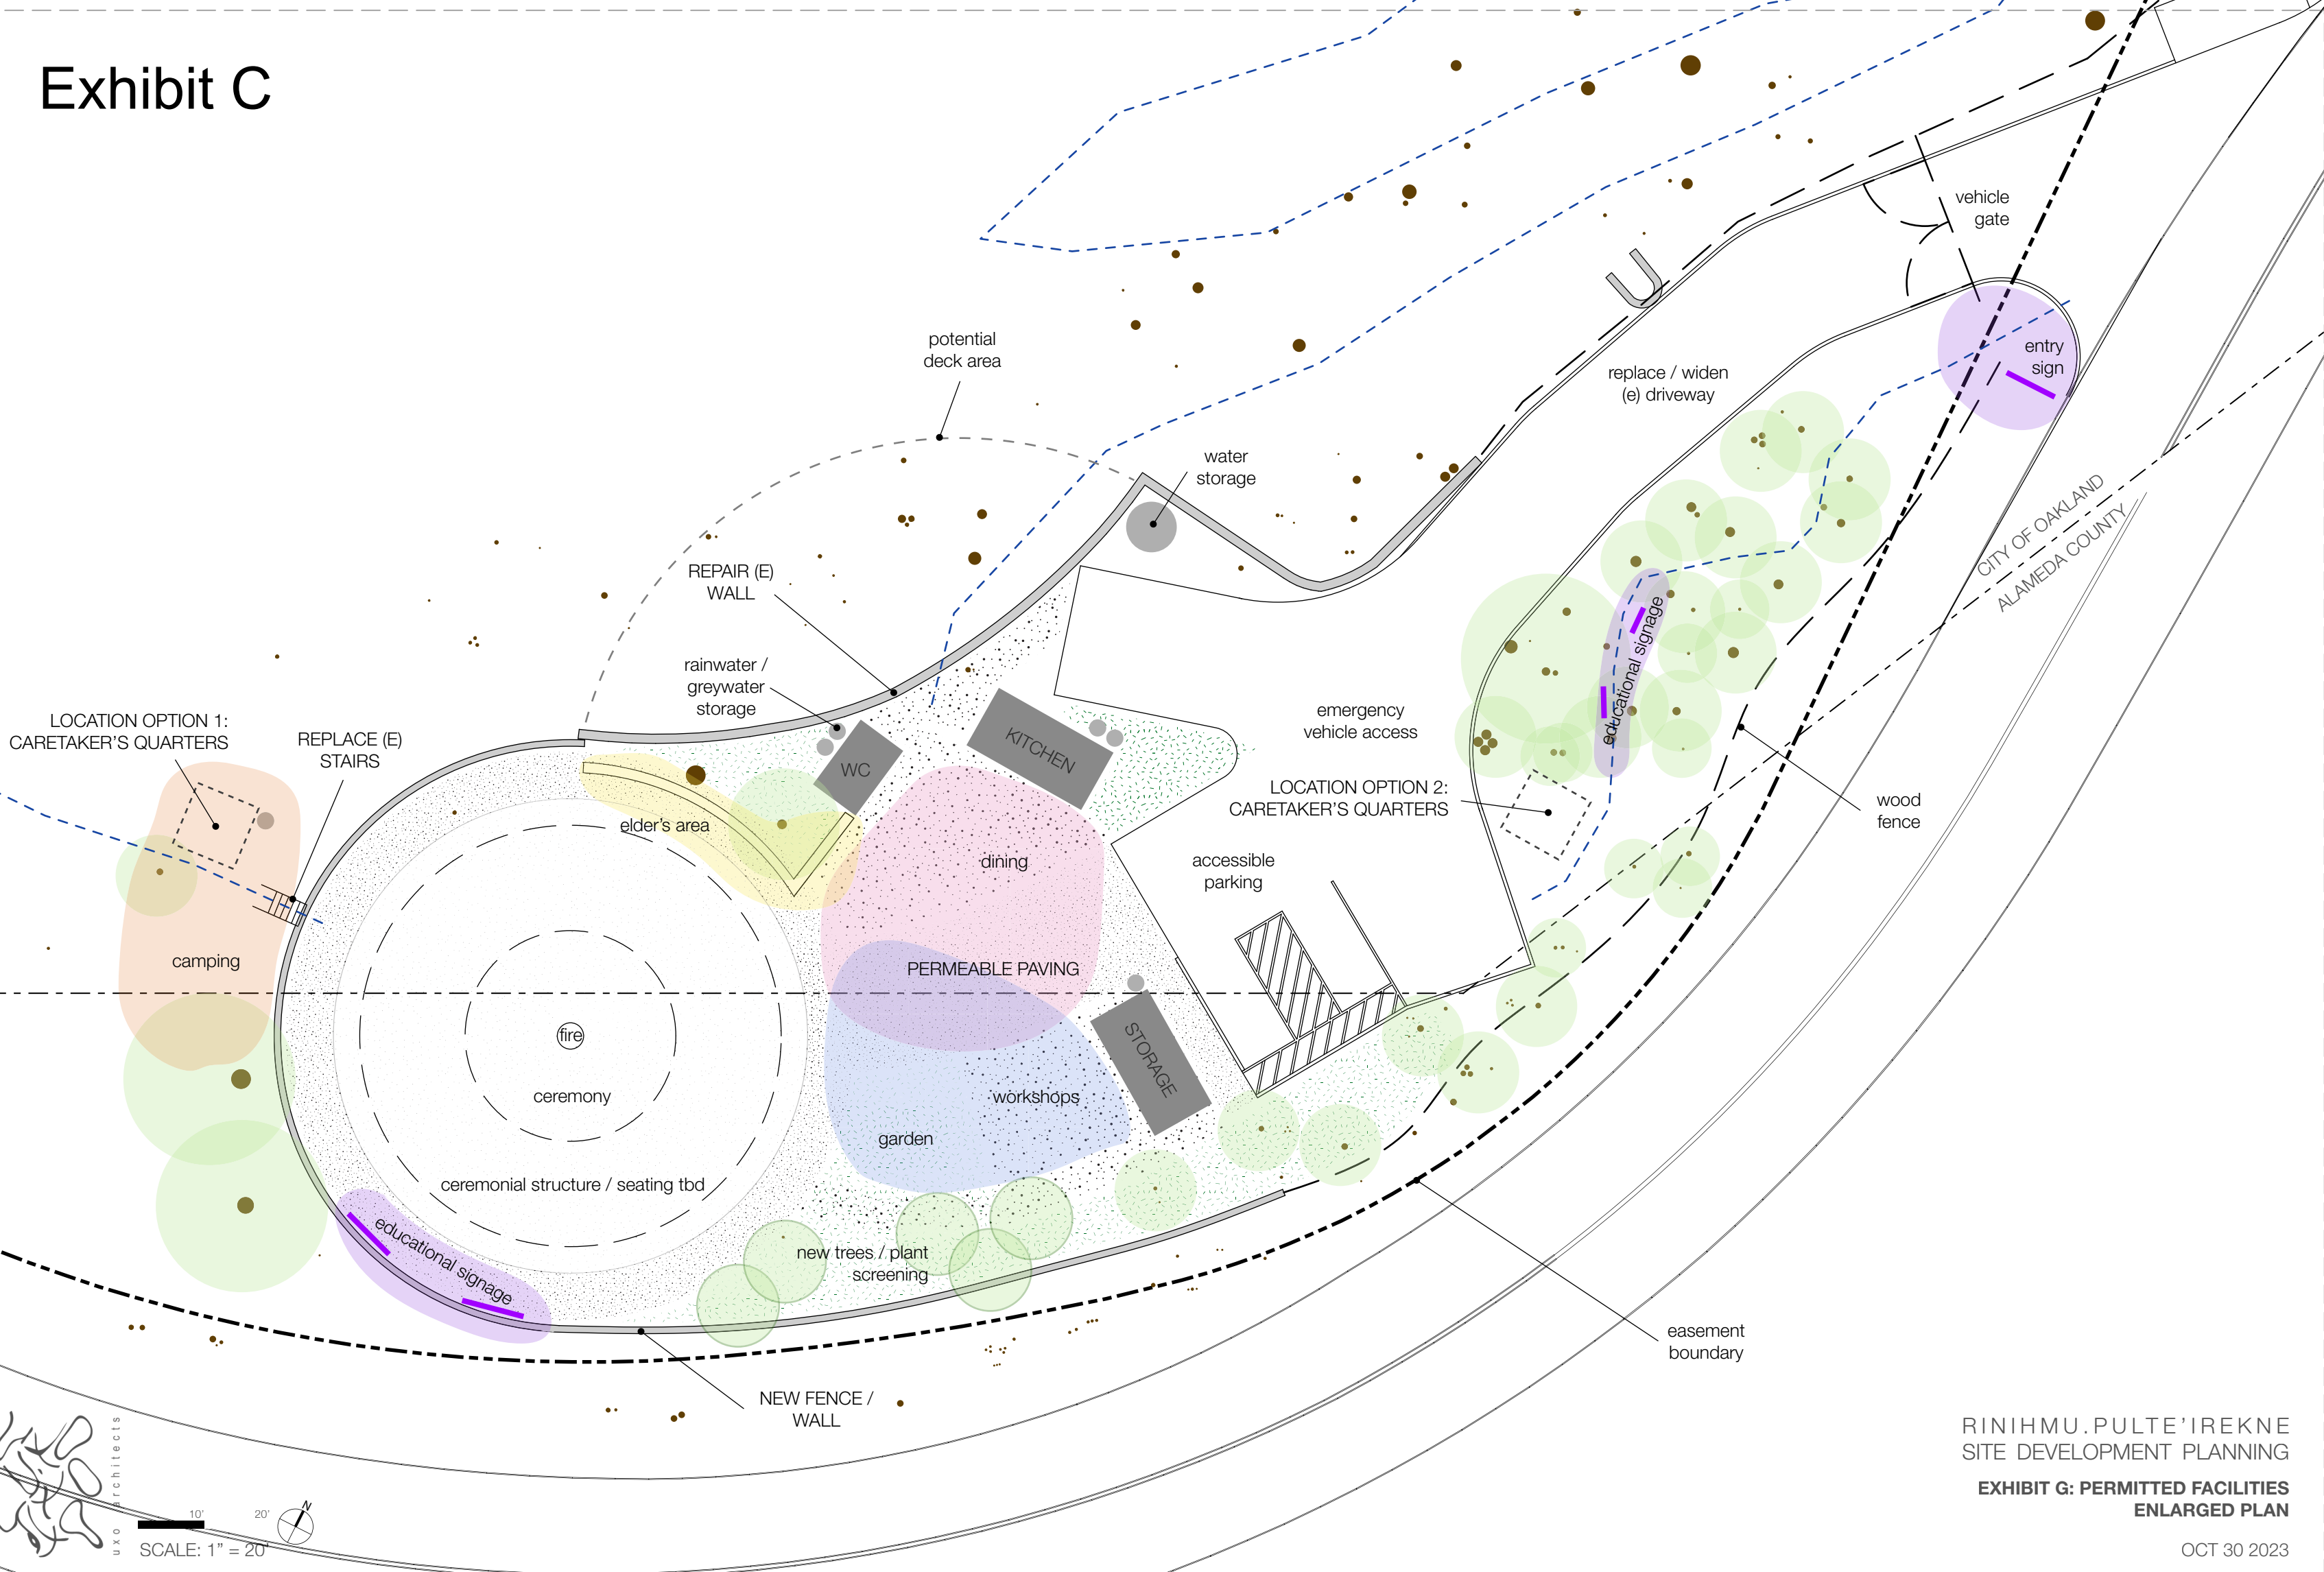 Exhibit C
vehicle
gate
entry
sign
potential
deck area
replace / widen
(e) driveway
water
storage
CITY OF OAKLAND
ALAMEDA COUNTY
REPAIR (E)
WALL
educational signage
rainwater /
greywater
storage
LOCATION OPTION 1:
CARETAKER'S QUARTERS
REPLACE (E)
STAIRS
KITCHEN
WC
emergency
vehicle access
LOCATION OPTION 2:
CARETAKER'S QUARTERS
wood
fence
elder's area
dining
accessible
parking
camping
PERMEABLE PAVING
fire
STORAGE
ceremony
workshops
garden
ceremonial structure / seating tbd
educational signage
new trees / plant
screening
easement
boundary
NEW FENCE /
WALL
uxo architects
10'
20'
N
SCALE: 1" = 20'
RINIHMU.PULTE'IREKNE
SITE DEVELOPMENT PLANNING
EXHIBIT G: PERMITTED FACILITIES
ENLARGED PLAN
OCT 30 2023